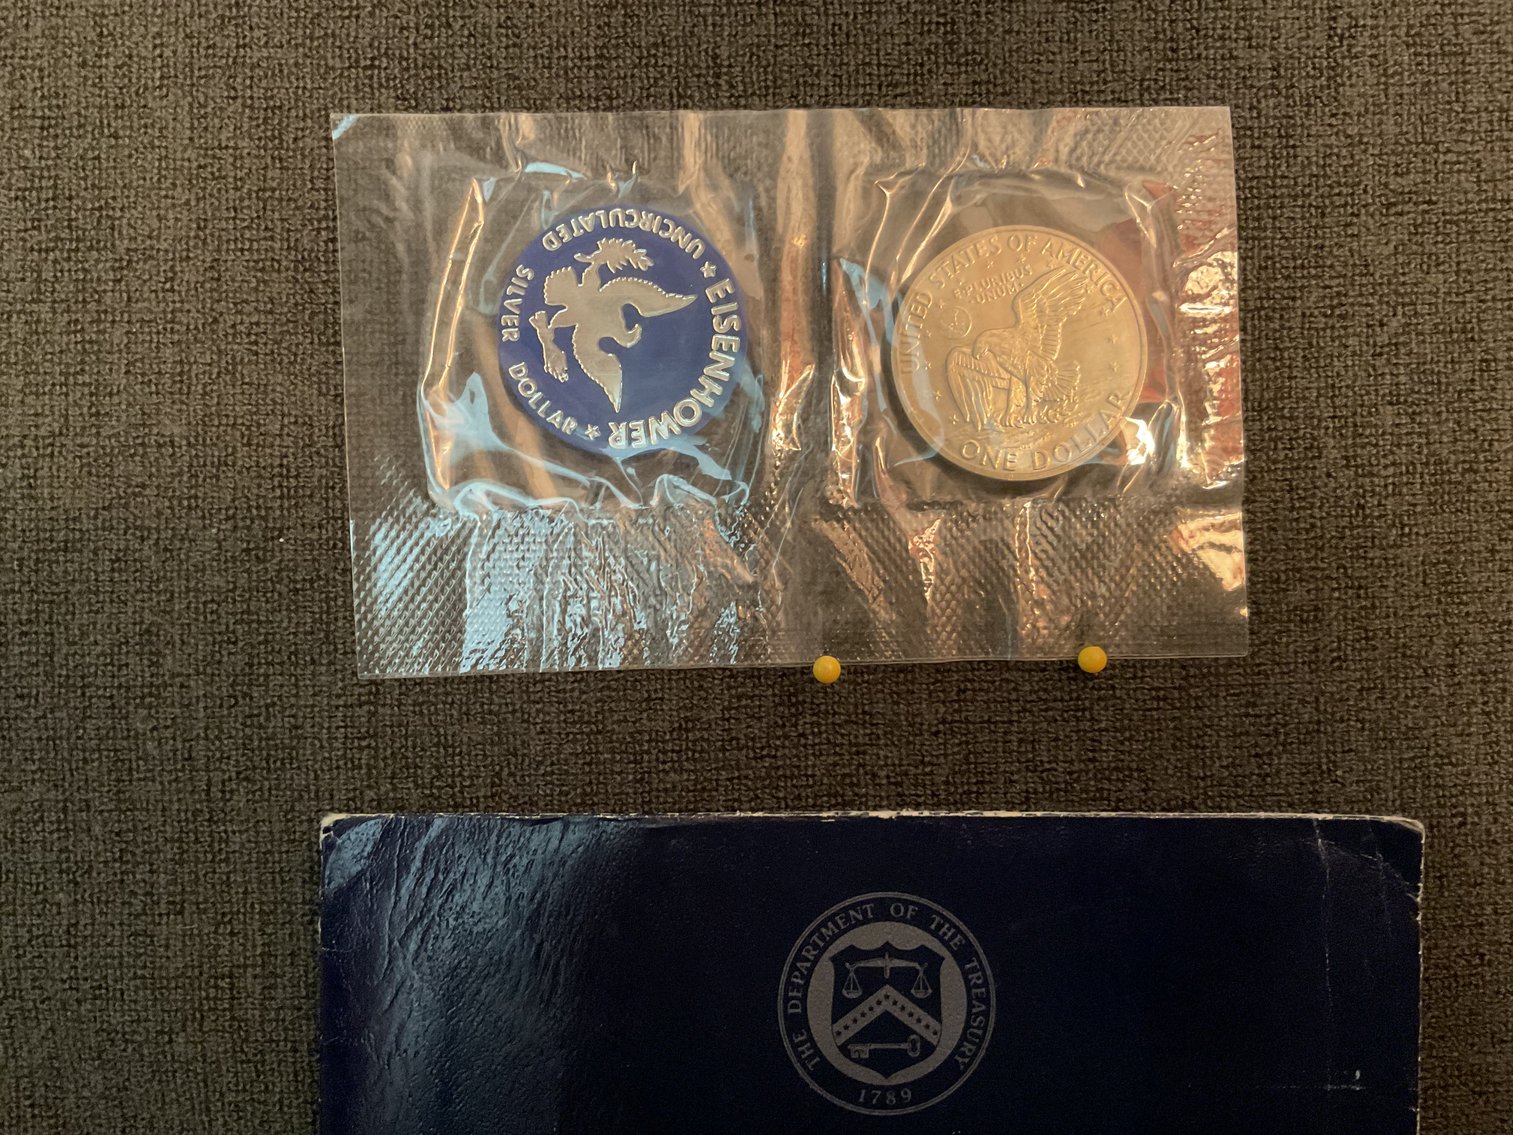 ★ EISENHOWER ★ UNCIRCULATED SILVER DOLLAR
UNITED STATES OF AMERICA
E PLURIBUS
UNUM
ONE DOLLAR
THE DEPARTMENT OF THE TREASURY
1789